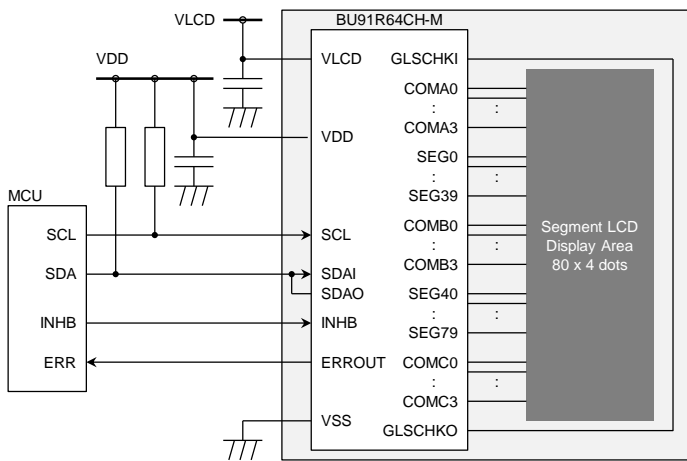 VLCD
BU91R64CH-M
VLCD
GLSCHKI
VDD
COMA0
:
:
COMA3
VDD
SEG0
:
:
SEG39
MCU
SCL
SCL
COMB0
:
:
Segment LCD
Display Area
80 x 4 dots
SDA
SDAI
COMB3
SDAO
SEG40
:
:
INHB
INHB
SEG79
ERR
ERROUT
COMC0
:
:
COMC3
VSS
GLSCHKO